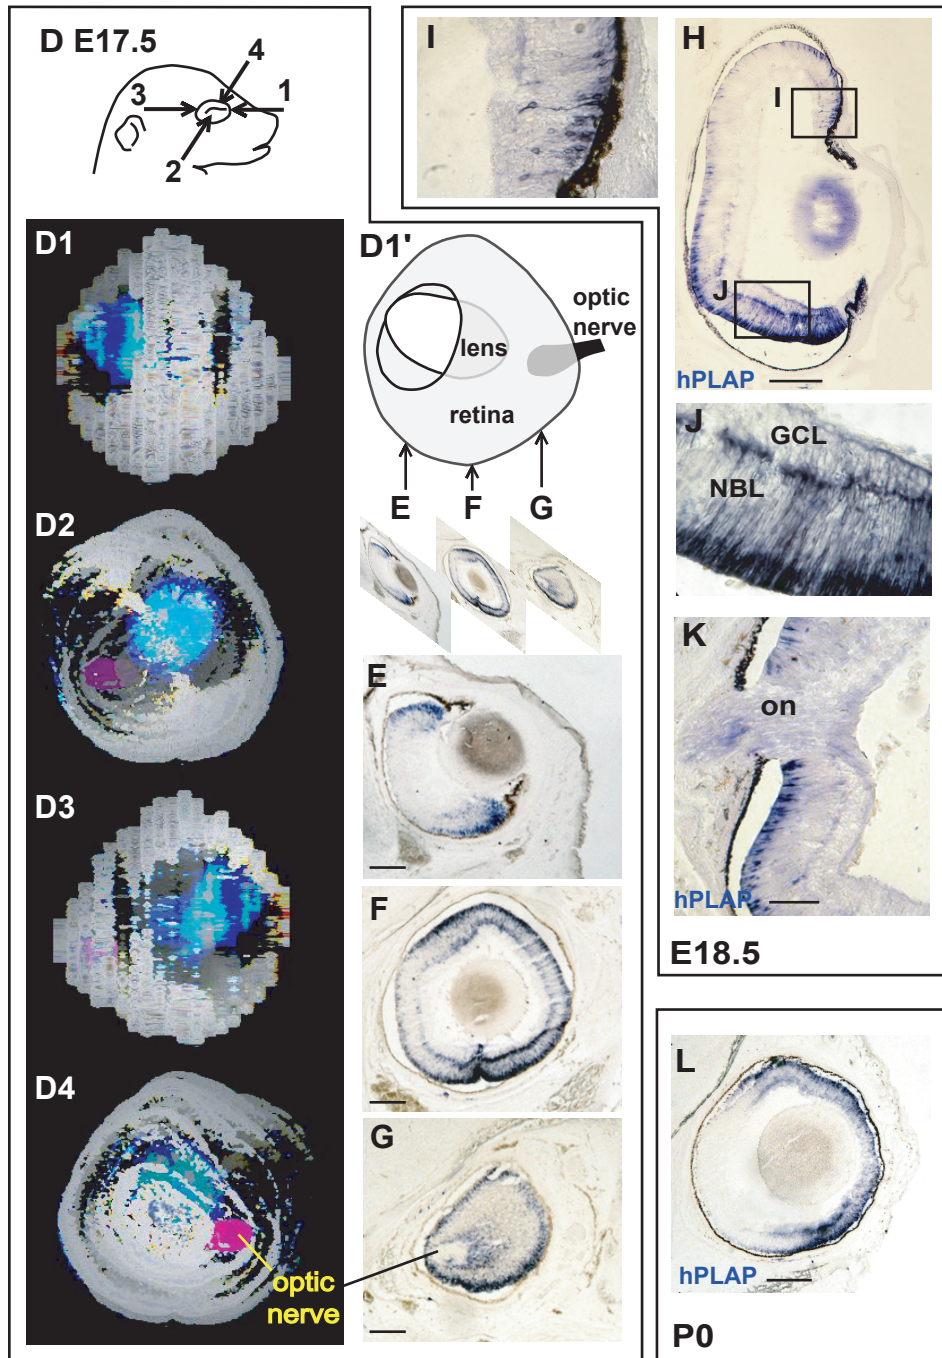 D E17.5
4
3
1
2
D1
D2
D3
D4
optic
nerve
D1'
optic
nerve
lens
retina
E
F
G
E
F
G
I
H
I
J
hPLAP
J
GCL
NBL
K
on
hPLAP
E18.5
L
hPLAP
P0